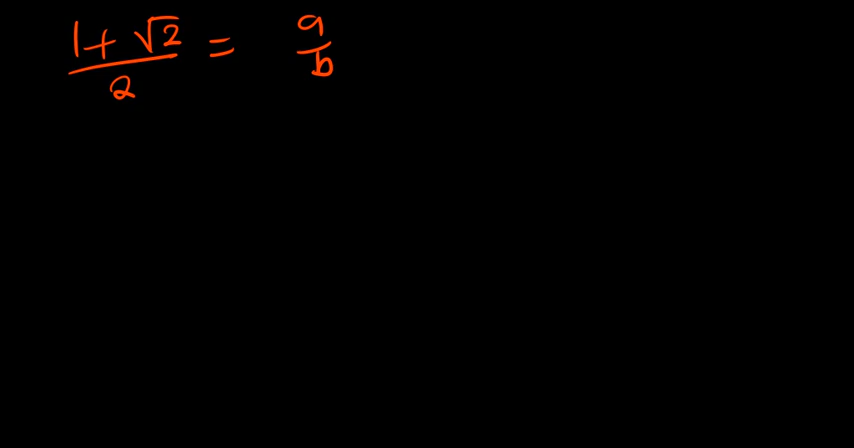 (1 + √2)/2 = a/b